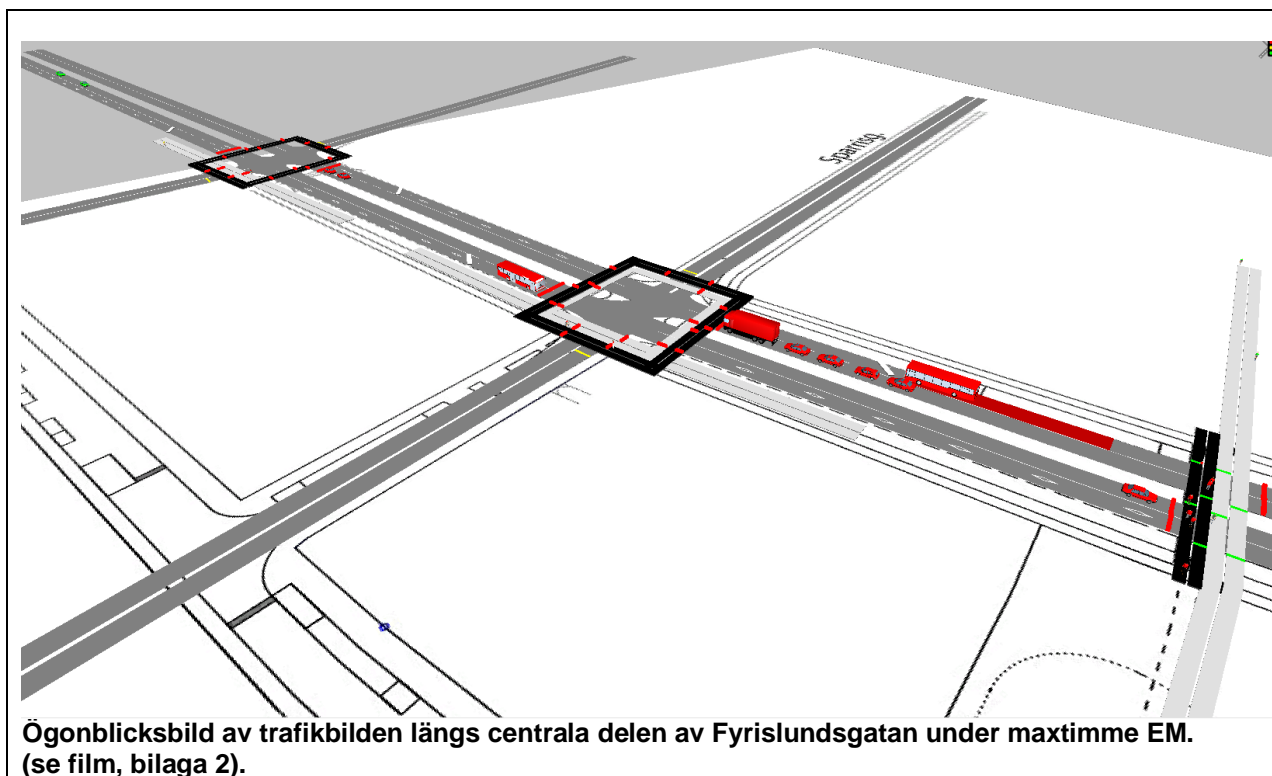 Sparrisg.
Ögonblicksbild av trafikbilden längs centrala delen av Fyrislundsgatan under maxtimme EM.
(se film, bilaga 2).